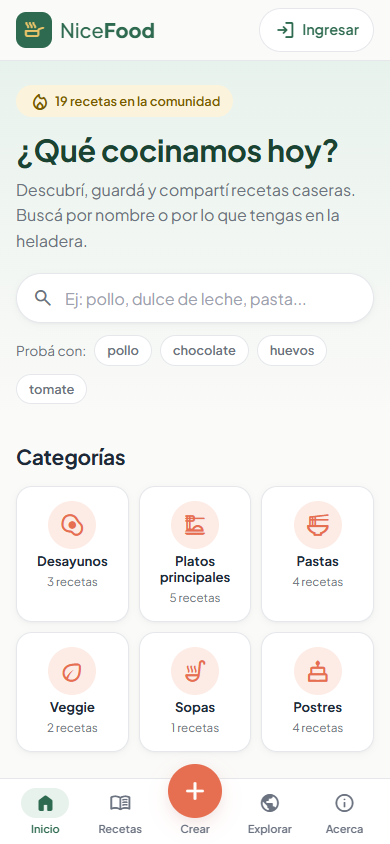 NiceFood
Ingresar
19 recetas en la comunidad
¿Qué cocinamos hoy?
Descubrí, guardá y compartí recetas caseras.
Buscá por nombre o por lo que tengas en la
heladera.
Ej: pollo, dulce de leche, pasta...
Probá con:
pollo
chocolate
huevos
tomate
Categorías
Desayunos
3 recetas
Platos
principales
5 recetas
Pastas
4 recetas
Veggie
2 recetas
Sopas
1 recetas
Postres
4 recetas
Inicio
Recetas
Crear
Explorar
Acerca